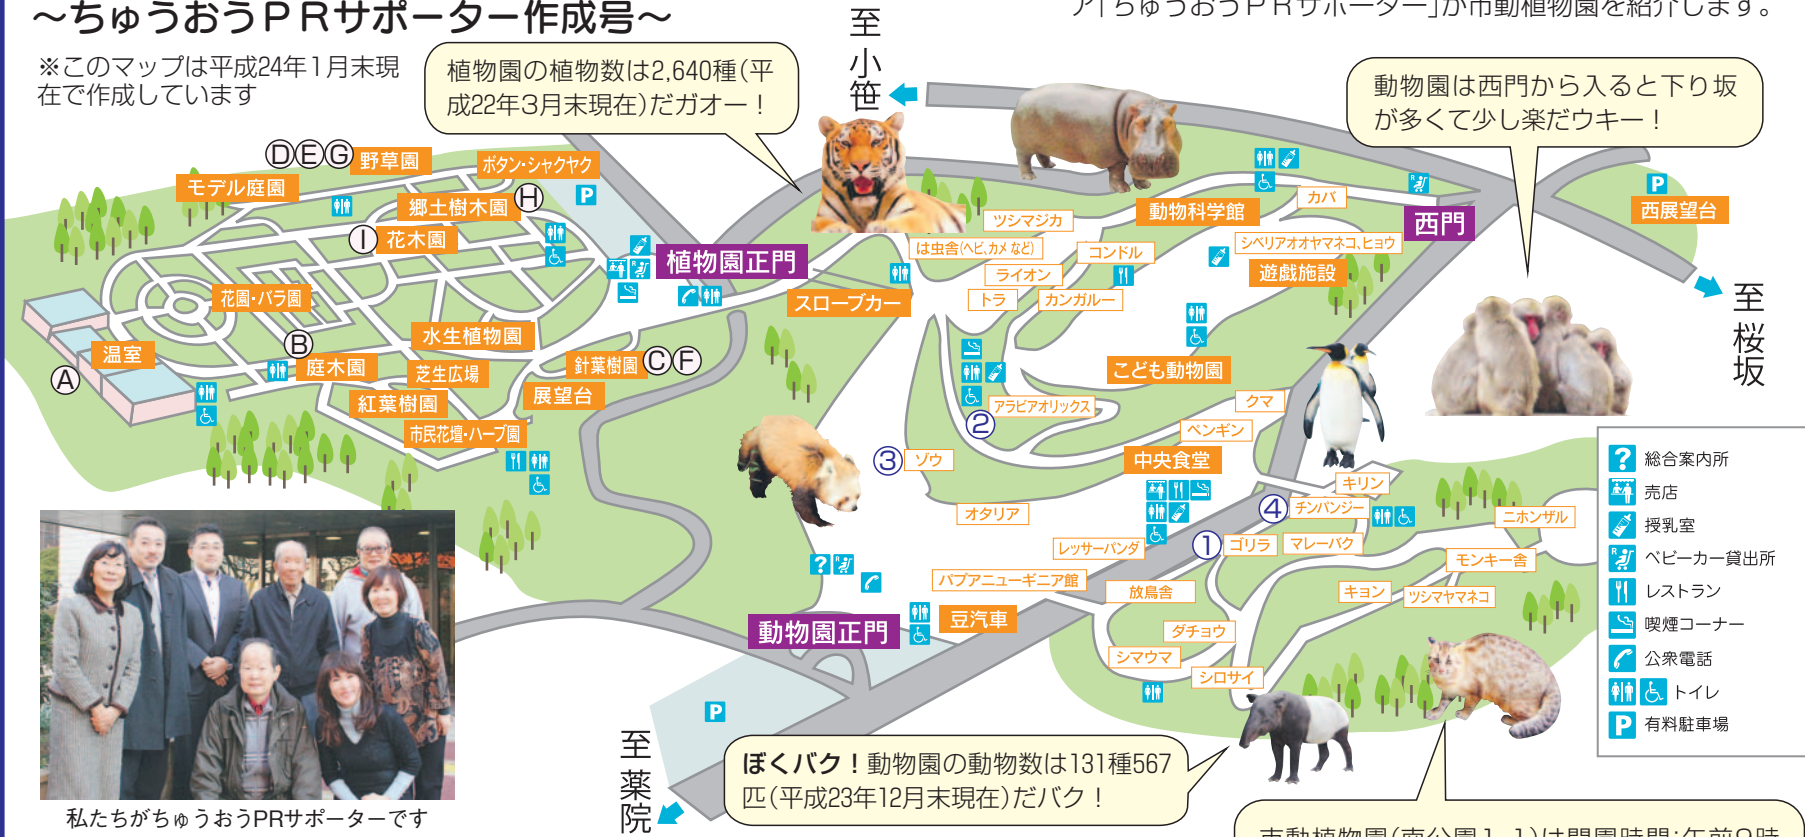 ～ちゅうおうＰＲサポーター作成号～
ア｢ちゅうおうＰＲサポーター｣が市動植物園を紹介します。
※このマップは平成24年1月末現
在で作成しています
植物園の植物数は2,640種(平
成22年3月末現在)だガオー！
至小笹
動物園は西門から入ると下り坂
が多くて少し楽だウキー！
ⒹⒺⒼ 野草園
ボタン・シャクヤク
モデル庭園
郷土樹木園 Ⓗ
Ⓘ 花木園
P
植物園正門
花園・バラ園
水生植物園
温室
Ⓐ
Ⓑ
庭木園
芝生広場
針葉樹園 ⒸⒻ
展望台
紅葉樹園
市民花壇・ハーブ園
スロープカー
ツシマジカ
は虫舎(ヘビ､カメ など)
ライオン
トラ
カンガルー
コンドル
動物科学館
カバ
西門
シベリアオオヤマネコ､ヒョウ
遊戯施設
P
西展望台
至桜坂
こども動物園
アラビアオリックス
②
クマ
ペンギン
③ ゾウ
中央食堂
オタリア
キリン
④ チンパンジー
① ゴリラ
マレーバク
ニホンザル
レッサーパンダ
モンキー舎
パプアニューギニア館
放鳥舎
キョン
ツシマヤマネコ
動物園正門
豆汽車
ダチョウ
シマウマ
シロサイ
P
至薬院
? 総合案内所
売店
授乳室
R ベビーカー貸出所
レストラン
喫煙コーナー
公衆電話
トイレ
P 有料駐車場
ぼくバク！動物園の動物数は131種567
匹(平成23年12月末現在)だバク！
私たちがちゅうおうPRサポーターです
市動植物園(南公園1-1)は開園時間:午前9時